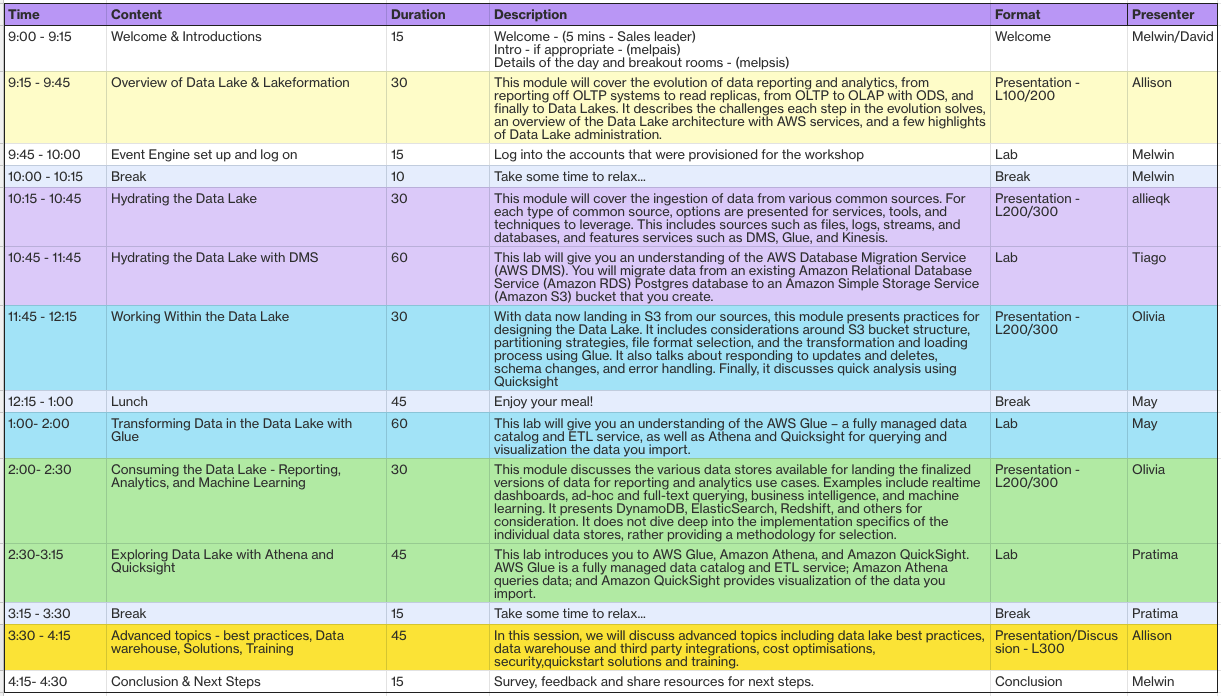 Time Content Duration Description Format Presenter
9:00 - 9:15 Welcome & Introductions 15 Welcome - (5 mins - Sales leader) Welcome Melwin/David
Intro - if appropriate - (melpais)
Details of the day and breakout rooms - (melpsis)
9:15 - 9:45 Overview of Data Lake & Lakeformation 30 This module will cover the evolution of data reporting and analytics, from Presentation - Allison
reporting off OLTP systems to read replicas, from OLTP to OLAP with ODS, and L100/200
finally to Data Lakes. It describes the challenges each step in the evolution solves,
an overview of the Data Lake architecture with AWS services, and a few highlights
of Data Lake administration.
9:45 - 10:00 Event Engine set up and log on 15 Log into the accounts that were provisioned for the workshop Lab Melwin
10:00 - 10:15 Break 10 Take some time to relax... Break Melwin
10:15 - 10:45 Hydrating the Data Lake 30 This module will cover the ingestion of data from various common sources. For Presentation - allieqk
each type of common source, options are presented for services, tools, and L200/300
techniques to leverage. This includes sources such as files, logs, streams, and
databases, and features services such as DMS, Glue, and Kinesis.
10:45 - 11:45 Hydrating the Data Lake with DMS 60 This lab will give you an understanding of the AWS Database Migration Service Lab Tiago
(AWS DMS). You will migrate data from an existing Amazon Relational Database
Service (Amazon RDS) Postgres database to an Amazon Simple Storage Service
(Amazon S3) bucket that you create.
11:45 - 12:15 Working Within the Data Lake 30 With data now landing in S3 from our sources, this module presents practices for Presentation - Olivia
designing the Data Lake. It includes considerations around S3 bucket structure, L200/300
partitioning strategies, file format selection, and the transformation and loading
process using Glue. It also talks about responding to updates and deletes,
schema changes, and error handling. Finally, it discusses quick analysis using
Quicksight
12:15 - 1:00 Lunch 45 Enjoy your meal! Break May
1:00- 2:00 Transforming Data in the Data Lake with 60 This lab will give you an understanding of the AWS Glue – a fully managed data Lab May
Glue catalog and ETL service, as well as Athena and Quicksight for querying and
visualization the data you import.
2:00- 2:30 Consuming the Data Lake - Reporting, 30 This module discusses the various data stores available for landing the finalized Presentation - Olivia
Analytics, and Machine Learning versions of data for reporting and analytics use cases. Examples include realtime L200/300
dashboards, ad-hoc and full-text querying, business intelligence, and machine
learning. It presents DynamoDB, ElasticSearch, Redshift, and others for
consideration. It does not dive deep into the implementation specifics of the
individual data stores, rather providing a methodology for selection.
2:30-3:15 Exploring Data Lake with Athena and 45 This lab introduces you to AWS Glue, Amazon Athena, and Amazon QuickSight. Lab Pratima
Quicksight AWS Glue is a fully managed data catalog and ETL service; Amazon Athena
queries data; and Amazon QuickSight provides visualization of the data you
import.
3:15 - 3:30 Break 15 Take some time to relax... Break Pratima
3:30 - 4:15 Advanced topics - best practices, Data 45 In this session, we will discuss advanced topics including data lake best practices, Presentation/Discus Allison
warehouse, Solutions, Training data warehouse and third party integrations, cost optimisations, sion - L300
security,quickstart solutions and training.
4:15- 4:30 Conclusion & Next Steps 15 Survey, feedback and share resources for next steps. Conclusion Melwin